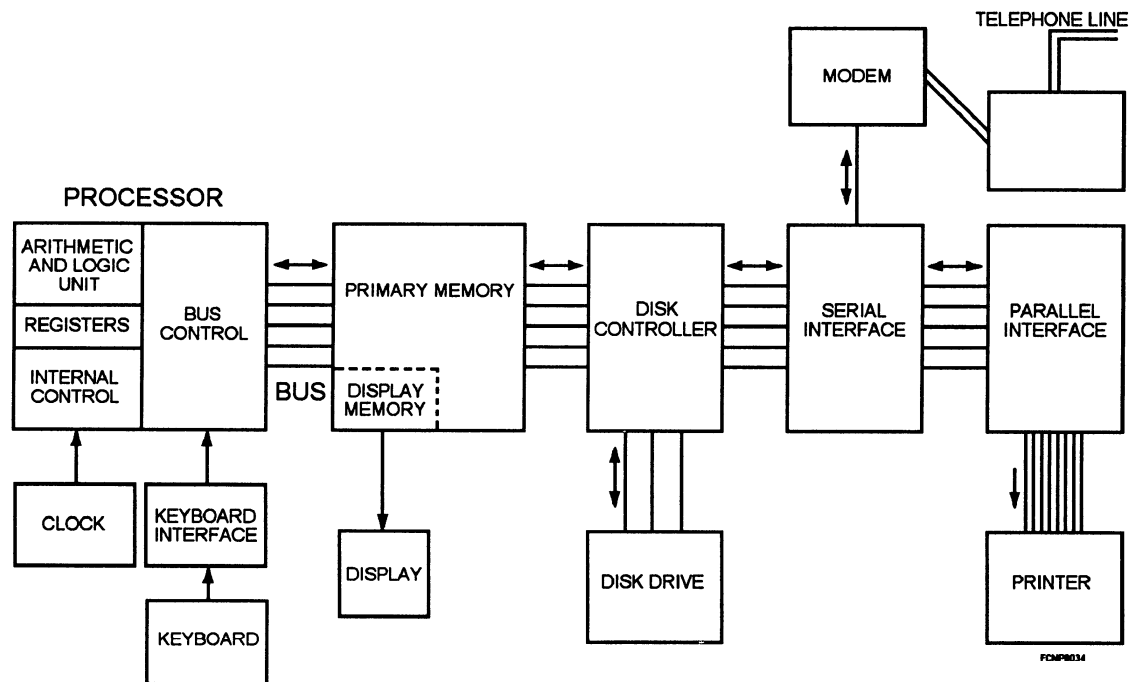 TELEPHONE LINE
MODEM
PROCESSOR
ARITHMETIC
AND LOGIC
UNIT
REGISTERS
INTERNAL
CONTROL
BUS
CONTROL
BUS
PRIMARY MEMORY
DISPLAY
MEMORY
DISK
CONTROLLER
SERIAL
INTERFACE
PARALLEL
INTERFACE
CLOCK
KEYBOARD
INTERFACE
KEYBOARD
DISPLAY
DISK DRIVE
PRINTER
FCMP8034